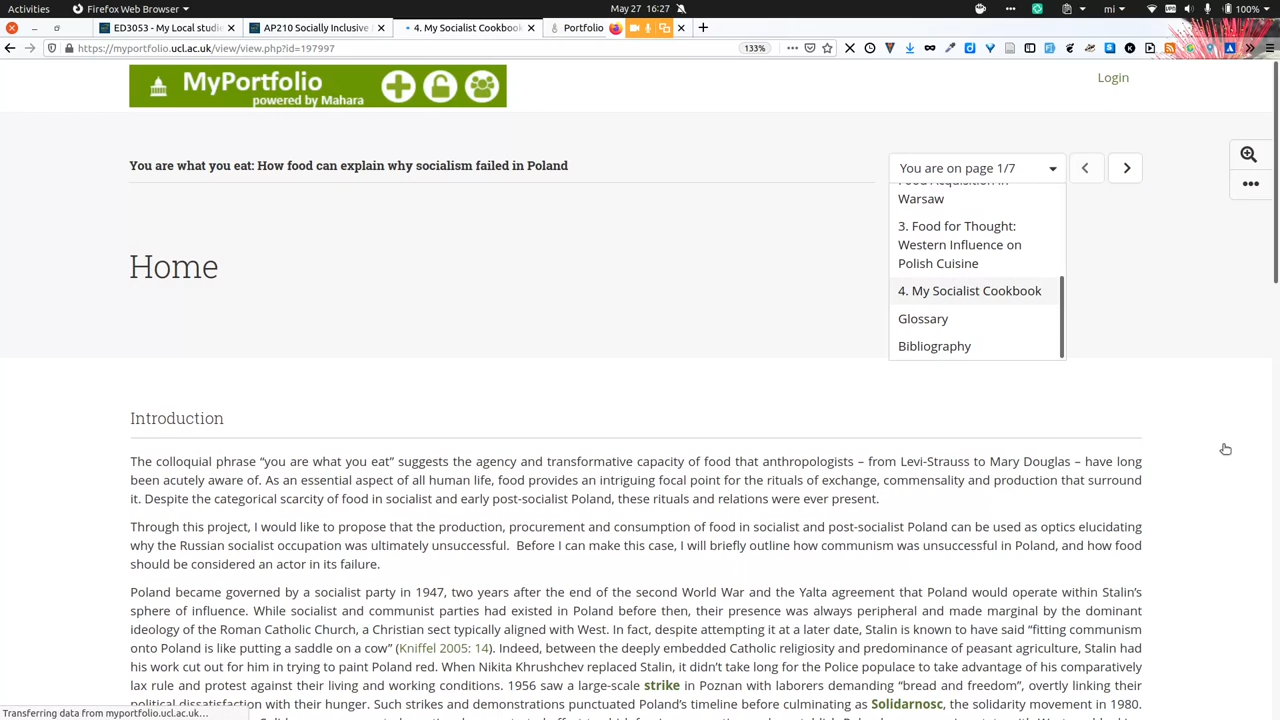 Activities
Firefox Web Browser
May 27 16:27
mi
100%
ED3053 - My Local studie
AP210 Socially Inclusive
4. My Socialist Cookbook
Portfolio
https://myportfolio.ucl.ac.uk/view/view.php?id=197997
133%
MyPortfolio
powered by Mahara
Login
You are what you eat: How food can explain why socialism failed in Poland
You are on page 1/7
Food Acquisition in
Warsaw
3. Food for Thought:
Western Influence on
Polish Cuisine
4. My Socialist Cookbook
Glossary
Bibliography
Home
Introduction
The colloquial phrase “you are what you eat” suggests the agency and transformative capacity of food that anthropologists – from Levi-Strauss to Mary Douglas – have long
been acutely aware of. As an essential aspect of all human life, food provides an intriguing focal point for the rituals of exchange, commensality and production that surround
it. Despite the categorical scarcity of food in socialist and early post-socialist Poland, these rituals and relations were ever present.
Through this project, I would like to propose that the production, procurement and consumption of food in socialist and post-socialist Poland can be used as optics elucidating
why the Russian socialist occupation was ultimately unsuccessful. Before I can make this case, I will briefly outline how communism was unsuccessful in Poland, and how food
should be considered an actor in its failure.
Poland became governed by a socialist party in 1947, two years after the end of the second World War and the Yalta agreement that Poland would operate within Stalin’s
sphere of influence. While socialist and communist parties had existed in Poland before then, their presence was always peripheral and made marginal by the dominant
ideology of the Roman Catholic Church, a Christian sect typically aligned with West. In fact, despite attempting it at a later date, Stalin is known to have said “fitting communism
onto Poland is like putting a saddle on a cow” (Kniffel 2005: 14). Indeed, between the deeply embedded Catholic religiosity and predominance of peasant agriculture, Stalin had
his work cut out for him in trying to paint Poland red. When Nikita Khrushchev replaced Stalin, it didn’t take long for the Police populace to take advantage of his comparatively
lax rule and protest against their living and working conditions. 1956 saw a large-scale strike in Poznan with laborers demanding “bread and freedom”, overtly linking their
political dissatisfaction with their hunger. Such strikes and demonstrations punctuated Poland’s timeline before culminating as Solidarnosc, the solidarity movement in 1980.
Transferring data from myportfolio.ucl.ac.uk…